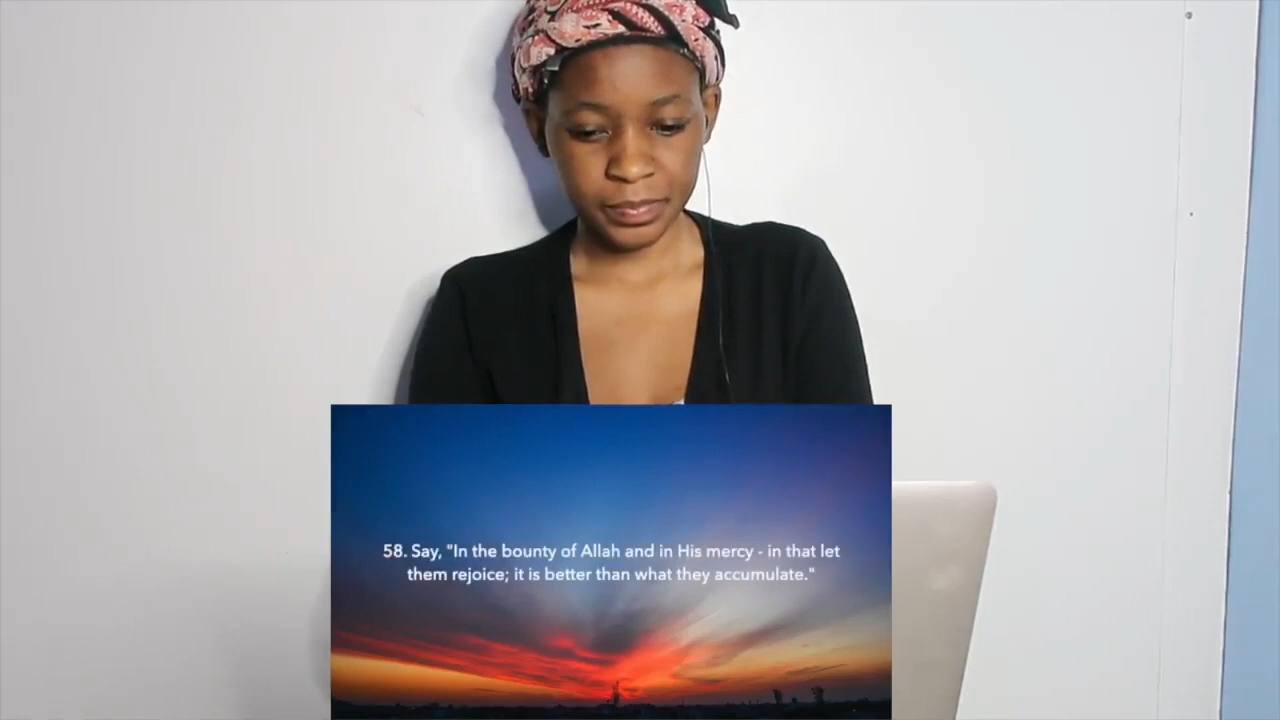 58. Say, "In the bounty of Allah and in His mercy - in that let
them rejoice; it is better than what they accumulate."